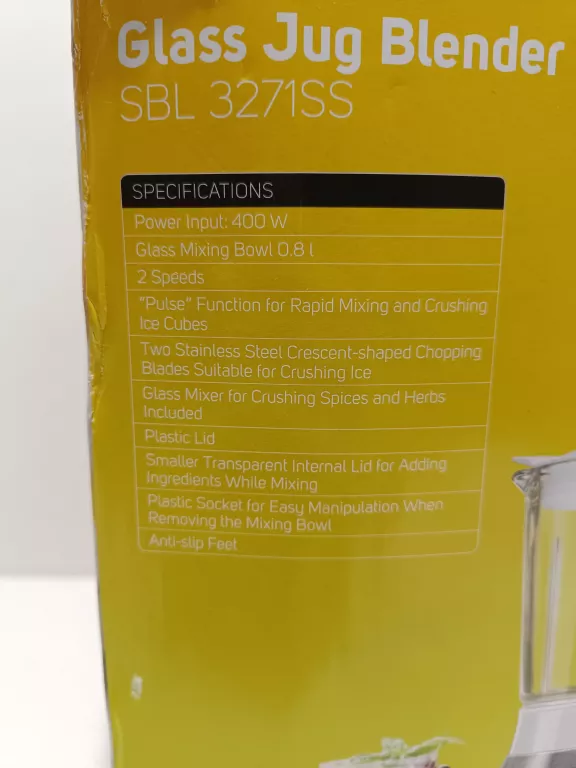 Glass Jug Blender
SBL 3271SS
SPECIFICATIONS
Power Input: 400 W
Glass Mixing Bowl 0.8 l
2 Speeds
"Pulse" Function for Rapid Mixing and Crushing
Ice Cubes
Two Stainless Steel Crescent-shaped Chopping
Blades Suitable for Crushing Ice
Glass Mixer for Crushing Spices and Herbs
Included
Plastic Lid
Smaller Transparent Internal Lid for Adding
Ingredients While Mixing
Plastic Socket for Easy Manipulation When
Removing the Mixing Bowl
Anti-slip Feet